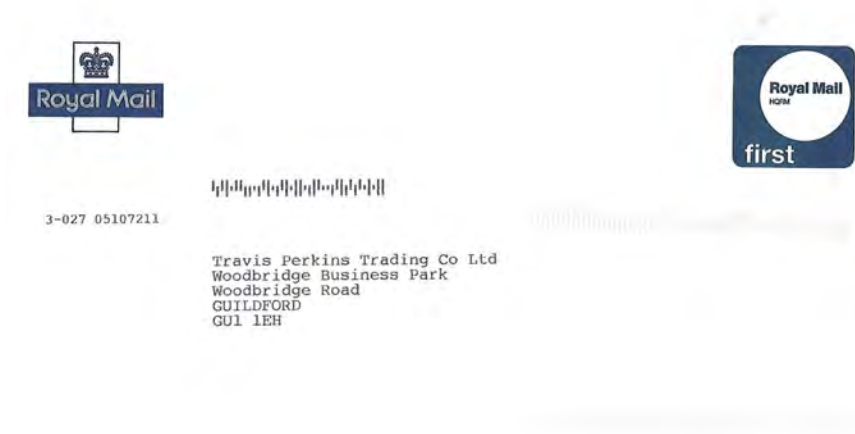 Royal Mail
Royal Mail
HQRM
first
3-027 05107211
Travis Perkins Trading Co Ltd
Woodbridge Business Park
Woodbridge Road
GUILDFORD
GU1 1EH